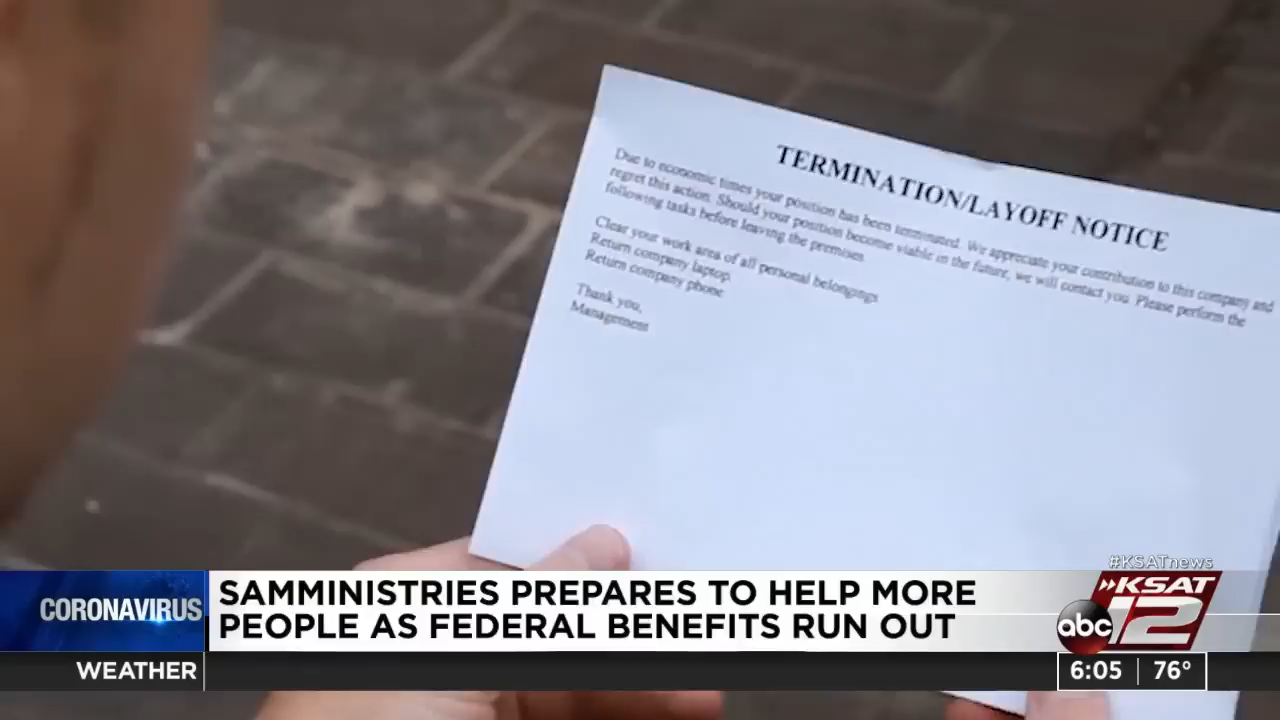 TERMINATION/LAYOFF NOTICE
Due to economic times your position has been terminated. We appreciate your contribution to this company and
regret this action. Should your position become viable in the future, we will contact you. Please perform the
following tasks before leaving the premises.
Clear your work area of all personal belongings
Return company laptop.
Return company phone
Thank you,
Management
#KSATnews
CORONAVIRUS
SAMMINISTRIES PREPARES TO HELP MORE
PEOPLE AS FEDERAL BENEFITS RUN OUT
abc
KSAT
12
WEATHER
6:05
76°